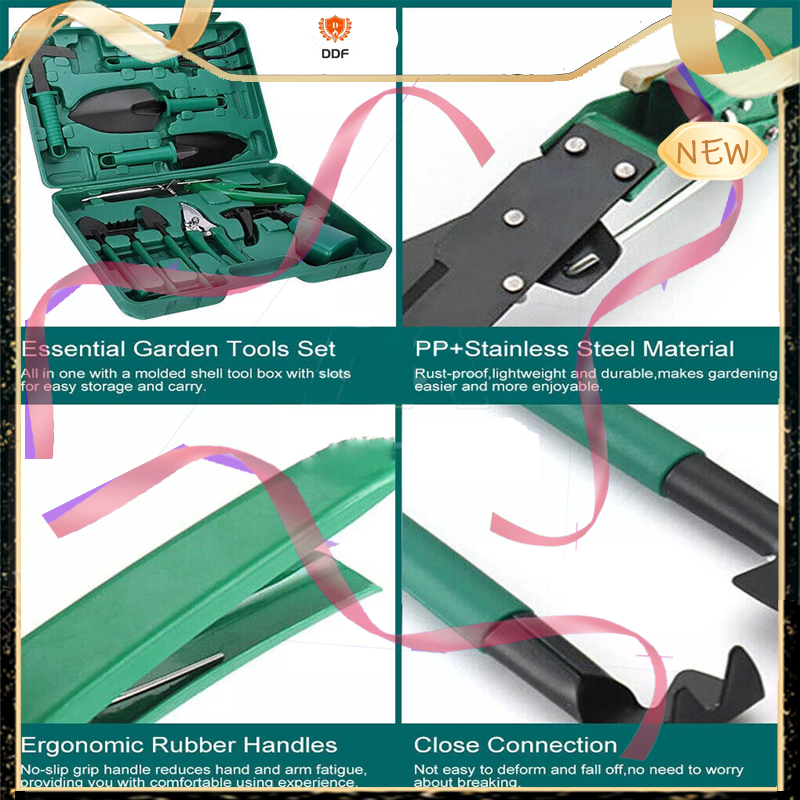 DDF
NEW
Essential Garden Tools Set
All in one with a molded shell tool box with slots
for easy storage and carry.
PP+Stainless Steel Material
Rust-proof,lightweight and durable,makes gardening
easier and more enjoyable.
Ergonomic Rubber Handles
No-slip grip handle reduces hand and arm fatigue,
providing you with comfortable using experience.
Close Connection
Not easy to deform and fall off,no need to worry
about breaking.